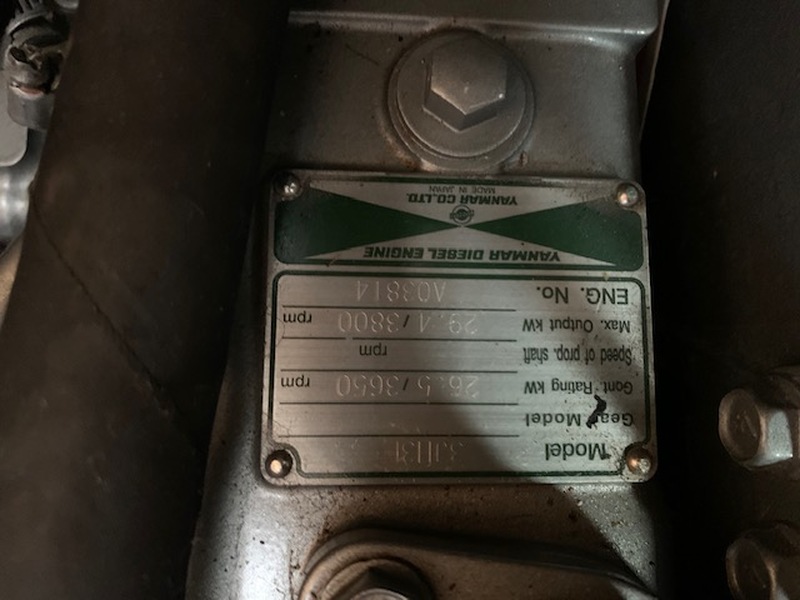 Model 3JH3E
Gear Model
Cont. Rating kW 26.5 / 3650 rpm
Speed of prop. shaft rpm
Max. Output kW 29.4 / 3800 rpm
ENG. No. A03814
YANMAR DIESEL ENGINE
YANMAR CO.,LTD.
MADE IN JAPAN